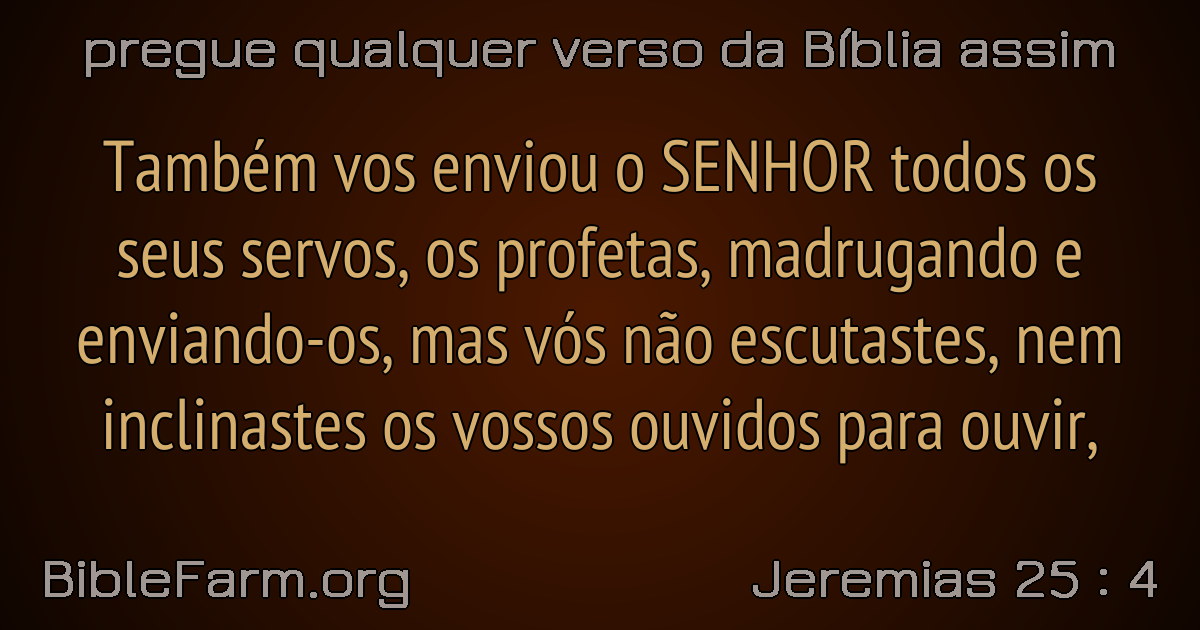 pregue qualquer verso da Bíblia assim
Também vos enviou o SENHOR todos os
seus servos, os profetas, madrugando e
enviando-os, mas vós não escutastes, nem
inclinastes os vossos ouvidos para ouvir,
BibleFarm.org
Jeremias 25 : 4